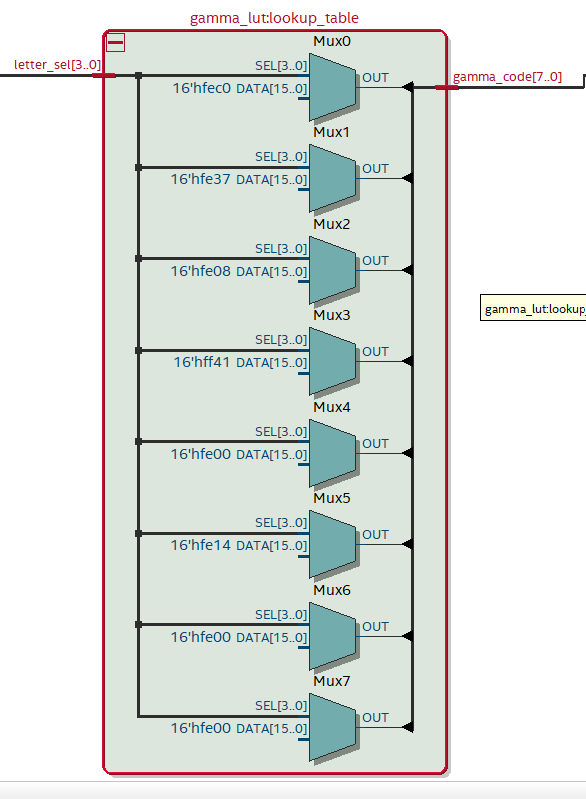 gamma_lut:lookup_table
Mux0
letter_sel[3..0]
SEL[3..0]
OUT
gamma_code[7..0]
16'hfec0 DATA[15..0]
Mux1
SEL[3..0]
OUT
16'hfe37 DATA[15..0]
Mux2
SEL[3..0]
OUT
16'hfe08 DATA[15..0]
gamma_lut:lookup_
Mux3
SEL[3..0]
OUT
16'hff41 DATA[15..0]
Mux4
SEL[3..0]
OUT
16'hfe00 DATA[15..0]
Mux5
SEL[3..0]
OUT
16'hfe14 DATA[15..0]
Mux6
SEL[3..0]
OUT
16'hfe00 DATA[15..0]
Mux7
SEL[3..0]
OUT
16'hfe00 DATA[15..0]